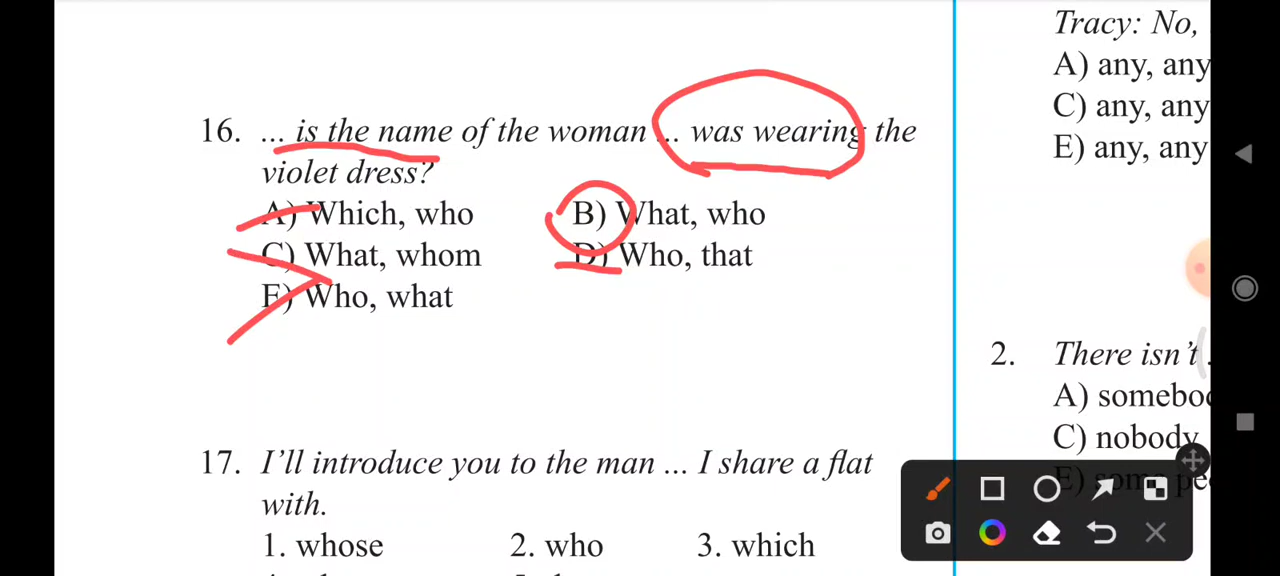 16. ... is the name of the woman ... was wearing the
violet dress?
A) Which, who B) What, who
C) What, whom D) Who, that
E) Who, what
17. I'll introduce you to the man ... I share a flat
with.
1. whose 2. who 3. which
Tracy: No,
A) any, any
C) any, any
E) any, any
2. There isn't
A) somebo
C) nobody
E) some pe